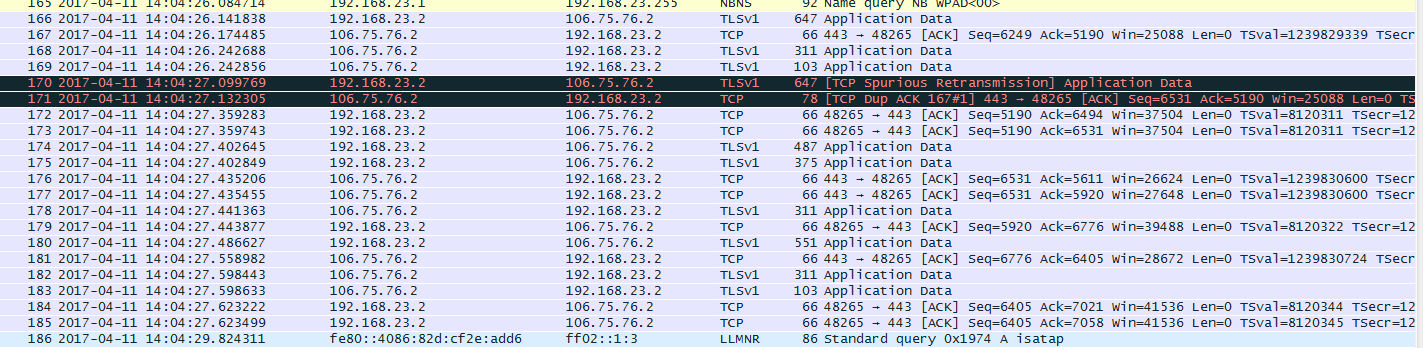 165 2017-04-11 14:04:26.084714 192.168.23.1 192.168.23.255 NBNS 92 Name query NB WPAD<00>
166 2017-04-11 14:04:26.141838 192.168.23.2 106.75.76.2 TLSv1 647 Application Data
167 2017-04-11 14:04:26.174485 106.75.76.2 192.168.23.2 TCP 66 443 → 48265 [ACK] Seq=6249 Ack=5190 Win=25088 Len=0 TSval=1239829339 TSecr
168 2017-04-11 14:04:26.242688 106.75.76.2 192.168.23.2 TLSv1 311 Application Data
169 2017-04-11 14:04:26.242856 106.75.76.2 192.168.23.2 TLSv1 103 Application Data
170 2017-04-11 14:04:27.099769 192.168.23.2 106.75.76.2 TLSv1 647 [TCP Spurious Retransmission] Application Data
171 2017-04-11 14:04:27.132305 106.75.76.2 192.168.23.2 TCP 78 [TCP Dup ACK 167#1] 443 → 48265 [ACK] Seq=6531 Ack=5190 Win=25088 Len=0 TS
172 2017-04-11 14:04:27.359283 192.168.23.2 106.75.76.2 TCP 66 48265 → 443 [ACK] Seq=5190 Ack=6494 Win=37504 Len=0 TSval=8120311 TSecr=12
173 2017-04-11 14:04:27.359743 192.168.23.2 106.75.76.2 TCP 66 48265 → 443 [ACK] Seq=5190 Ack=6531 Win=37504 Len=0 TSval=8120311 TSecr=12
174 2017-04-11 14:04:27.402645 192.168.23.2 106.75.76.2 TLSv1 487 Application Data
175 2017-04-11 14:04:27.402849 192.168.23.2 106.75.76.2 TLSv1 375 Application Data
176 2017-04-11 14:04:27.435206 106.75.76.2 192.168.23.2 TCP 66 443 → 48265 [ACK] Seq=6531 Ack=5611 Win=26624 Len=0 TSval=1239830600 TSecr
177 2017-04-11 14:04:27.435455 106.75.76.2 192.168.23.2 TCP 66 443 → 48265 [ACK] Seq=6531 Ack=5920 Win=27648 Len=0 TSval=1239830600 TSecr
178 2017-04-11 14:04:27.441363 106.75.76.2 192.168.23.2 TLSv1 311 Application Data
179 2017-04-11 14:04:27.443877 192.168.23.2 106.75.76.2 TCP 66 48265 → 443 [ACK] Seq=5920 Ack=6776 Win=39488 Len=0 TSval=8120322 TSecr=12
180 2017-04-11 14:04:27.486627 192.168.23.2 106.75.76.2 TLSv1 551 Application Data
181 2017-04-11 14:04:27.558982 106.75.76.2 192.168.23.2 TCP 66 443 → 48265 [ACK] Seq=6776 Ack=6405 Win=28672 Len=0 TSval=1239830724 TSecr
182 2017-04-11 14:04:27.598443 106.75.76.2 192.168.23.2 TLSv1 311 Application Data
183 2017-04-11 14:04:27.598633 106.75.76.2 192.168.23.2 TLSv1 103 Application Data
184 2017-04-11 14:04:27.623222 192.168.23.2 106.75.76.2 TCP 66 48265 → 443 [ACK] Seq=6405 Ack=7021 Win=41536 Len=0 TSval=8120344 TSecr=12
185 2017-04-11 14:04:27.623499 192.168.23.2 106.75.76.2 TCP 66 48265 → 443 [ACK] Seq=6405 Ack=7058 Win=41536 Len=0 TSval=8120345 TSecr=12
186 2017-04-11 14:04:29.824311 fe80::4086:82d:cf2e:add6 ff02::1:3 LLMNR 86 Standard query 0x1974 A isatap